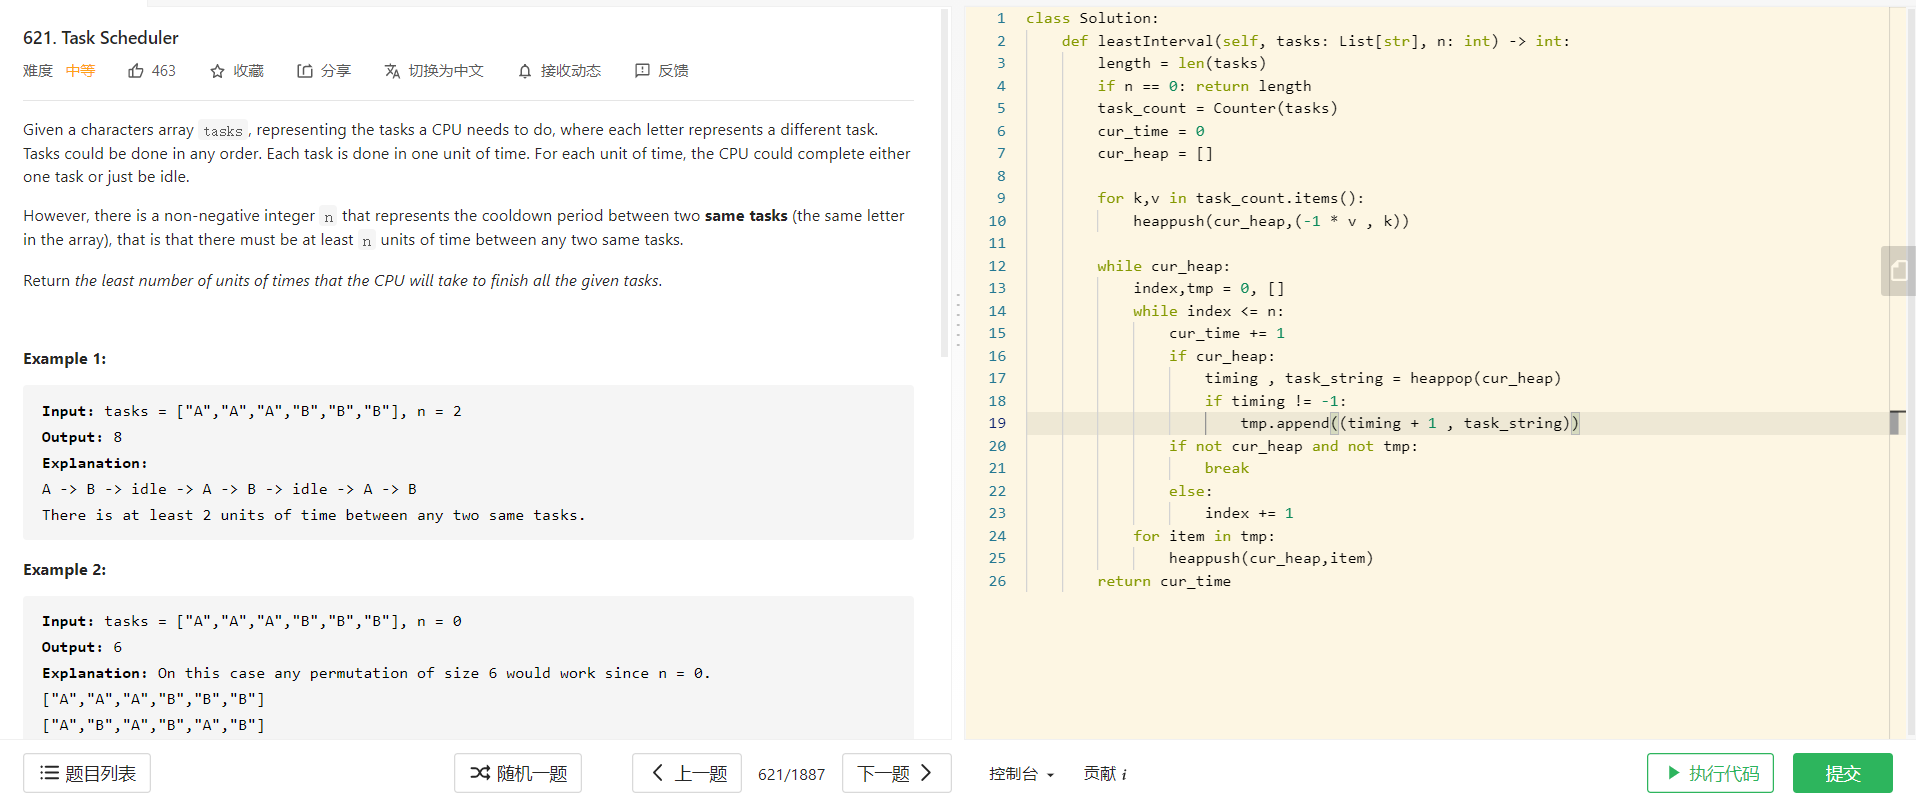 621. Task Scheduler
难度 中等 463 收藏 分享 切换为中文 接收动态 反馈
Given a characters array tasks, representing the tasks a CPU needs to do, where each letter represents a different task.
Tasks could be done in any order. Each task is done in one unit of time. For each unit of time, the CPU could complete either
one task or just be idle.
However, there is a non-negative integer n that represents the cooldown period between two same tasks (the same letter
in the array), that is that there must be at least n units of time between any two same tasks.
Return the least number of units of times that the CPU will take to finish all the given tasks.
Example 1:
Input: tasks = ["A","A","A","B","B","B"], n = 2
Output: 8
Explanation:
A -> B -> idle -> A -> B -> idle -> A -> B
There is at least 2 units of time between any two same tasks.
Example 2:
Input: tasks = ["A","A","A","B","B","B"], n = 0
Output: 6
Explanation: On this case any permutation of size 6 would work since n = 0.
["A","A","A","B","B","B"]
["A","B","A","B","A","B"]
题目列表 随机一题 上一题 621/1887 下一题
1 class Solution:
2 def leastInterval(self, tasks: List[str], n: int) -> int:
3 length = len(tasks)
4 if n == 0: return length
5 task_count = Counter(tasks)
6 cur_time = 0
7 cur_heap = []
8
9 for k,v in task_count.items():
10 heappush(cur_heap,(-1 * v , k))
11
12 while cur_heap:
13 index,tmp = 0, []
14 while index <= n:
15 cur_time += 1
16 if cur_heap:
17 timing , task_string = heappop(cur_heap)
18 if timing != -1:
19 tmp.append((timing + 1 , task_string))
20 if not cur_heap and not tmp:
21 break
22 else:
23 index += 1
24 for item in tmp:
25 heappush(cur_heap,item)
26 return cur_time
控制台 贡献 i 执行代码 提交